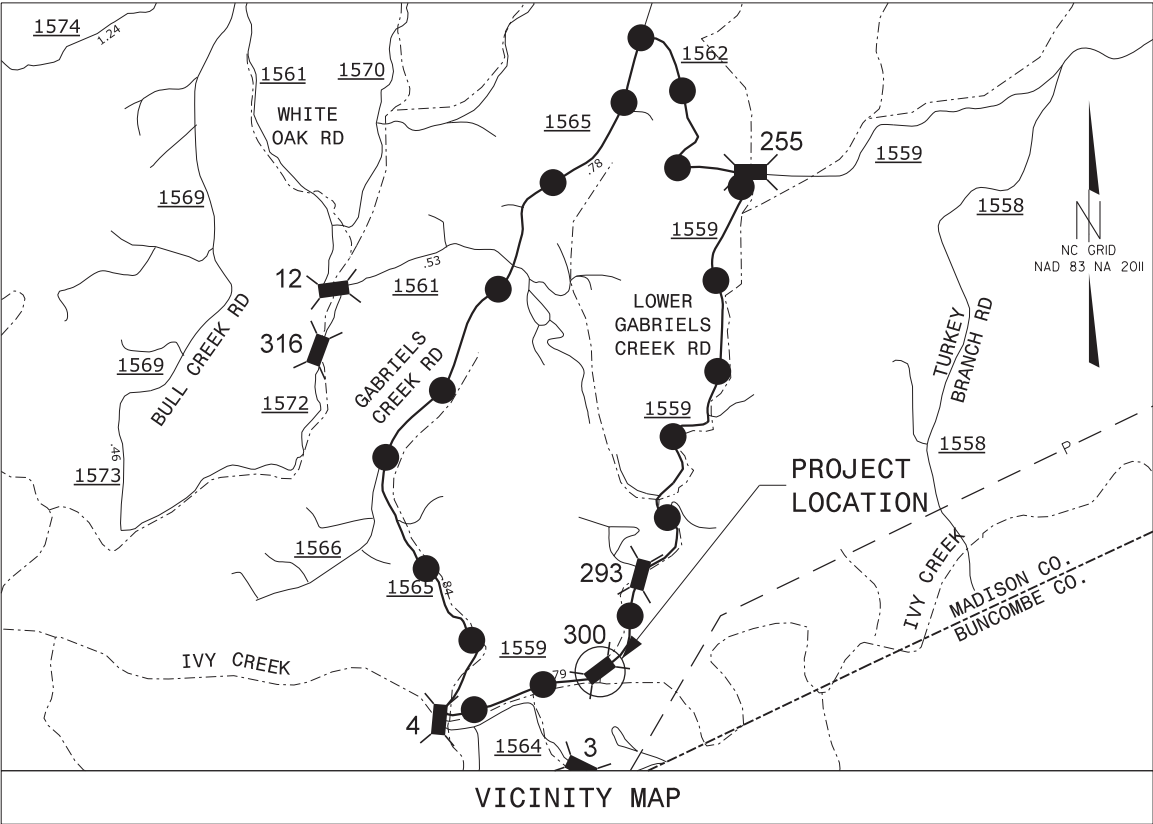 1574
1.24
1561
1570
WHITE
OAK RD
1562
1565
255
1559
.78
1569
1558
1559
N
NC GRID
NAD 83 NA 2011
12
.53
1561
LOWER
GABRIELS
CREEK RD
BULL CREEK RD
316
GABRIELS
CREEK RD
TURKEY
BRANCH RD
1569
1572
1559
1558
P
.46
1573
PROJECT
LOCATION
1566
293
IVY CREEK
1565
.84
MADISON CO.
BUNCOMBE CO.
300
1559
IVY CREEK
.79
4
1564
3
VICINITY MAP